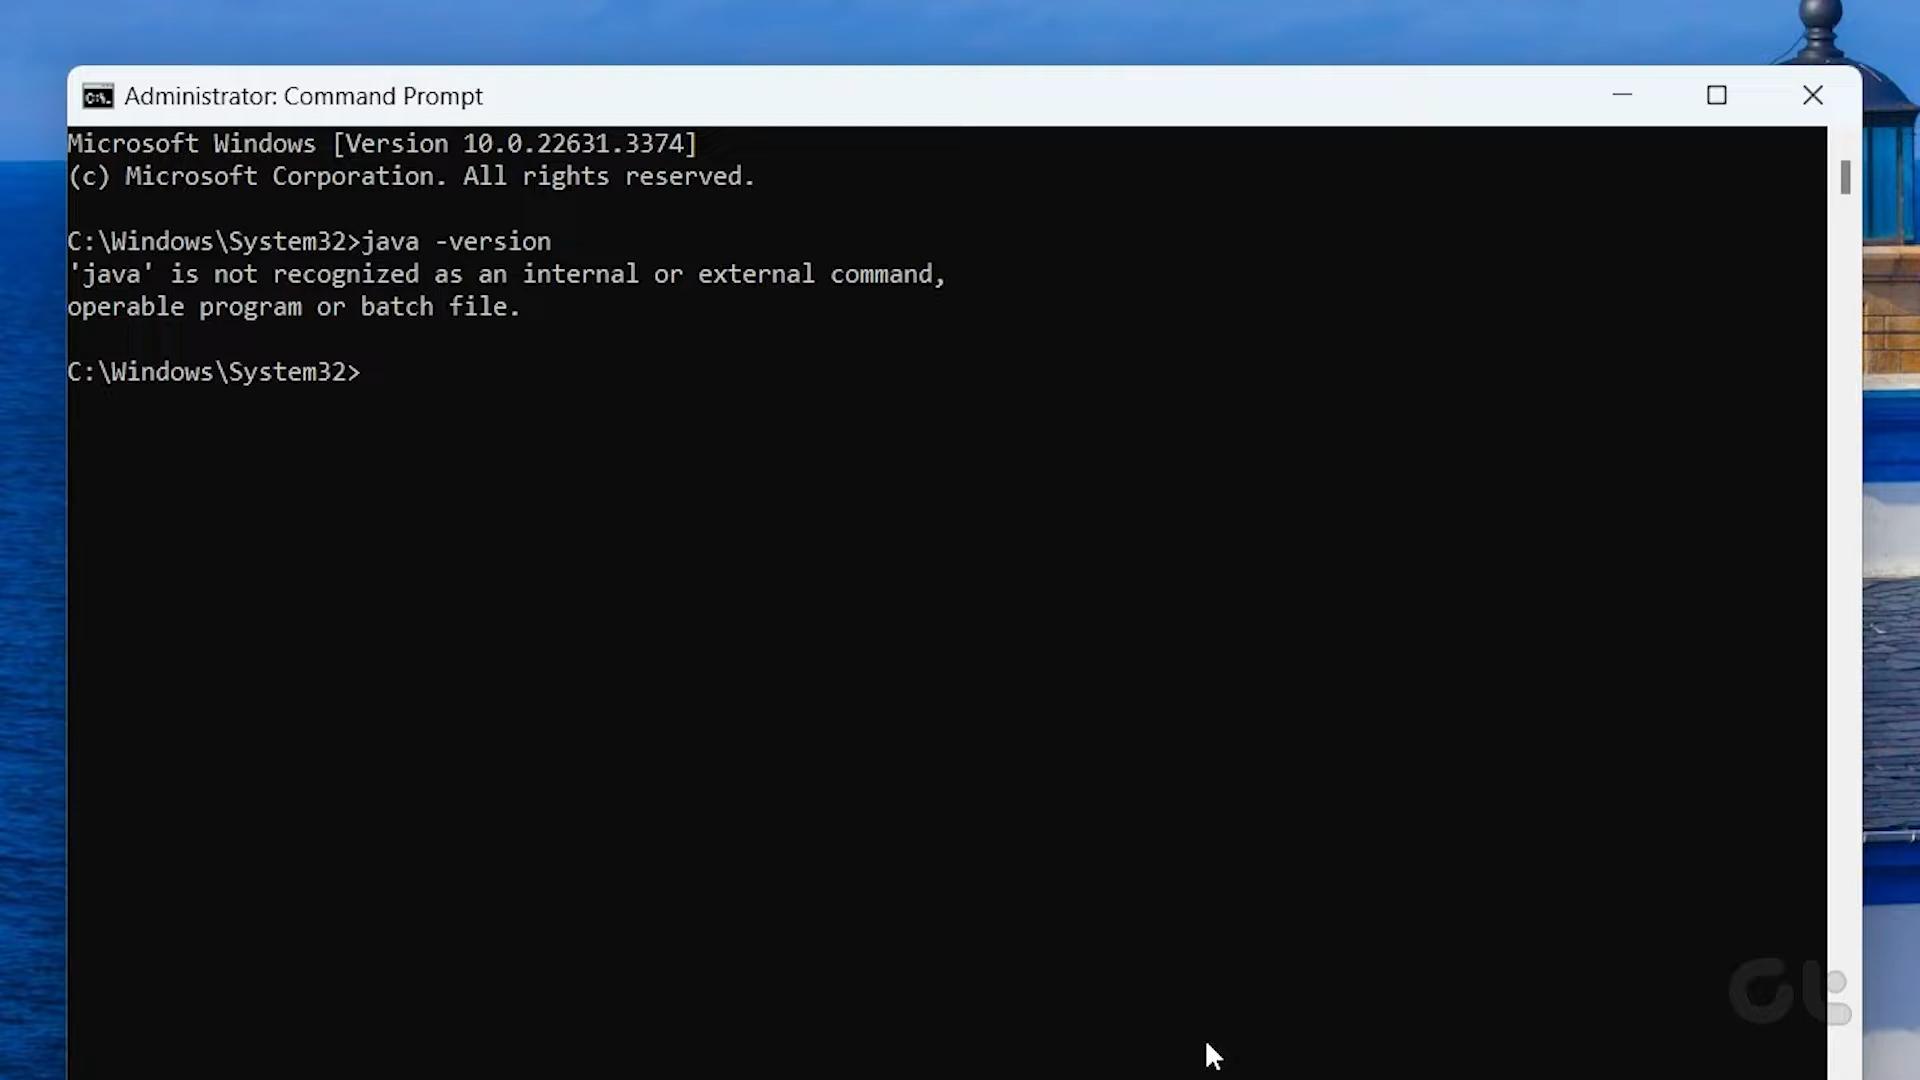 Administrator: Command Prompt
Microsoft Windows [Version 10.0.22631.3374]
(c) Microsoft Corporation. All rights reserved.
C:\Windows\System32>java -version
'java' is not recognized as an internal or external command,
operable program or batch file.
C:\Windows\System32>